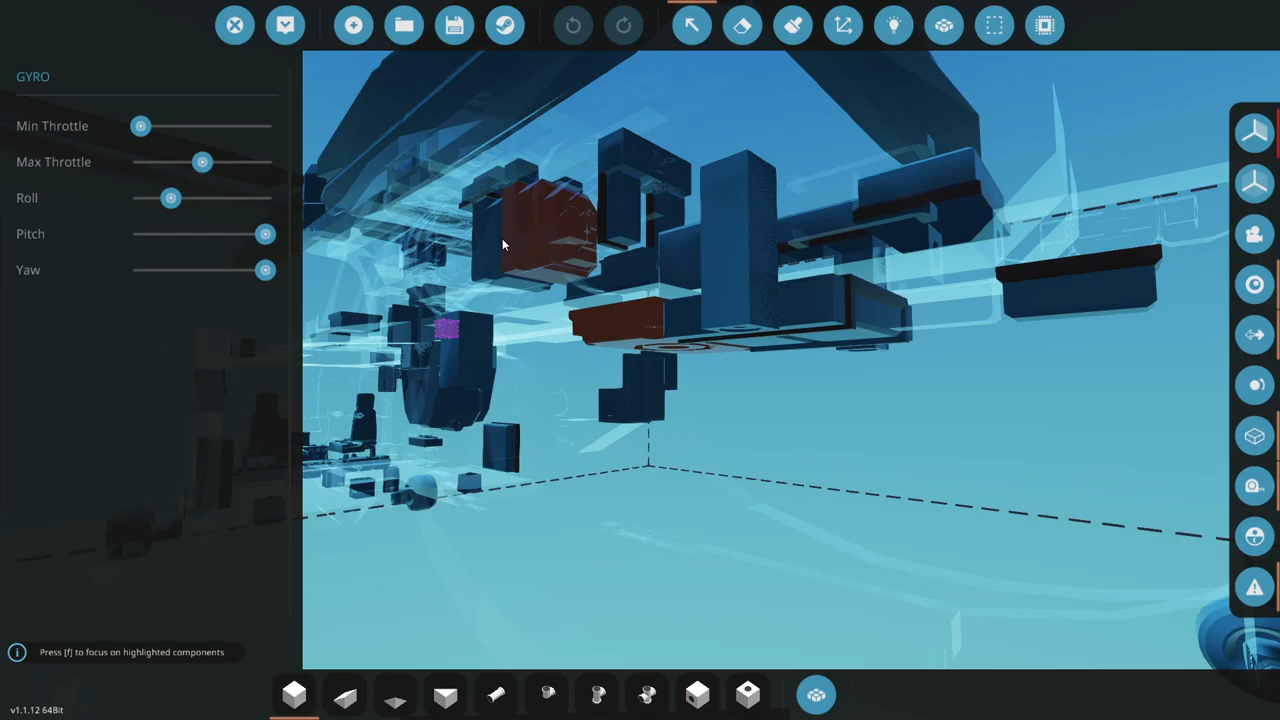 GYRO
Min Throttle
Max Throttle
Roll
Pitch
Yaw
Press [f] to focus on highlighted components
v1.1.12 64Bit